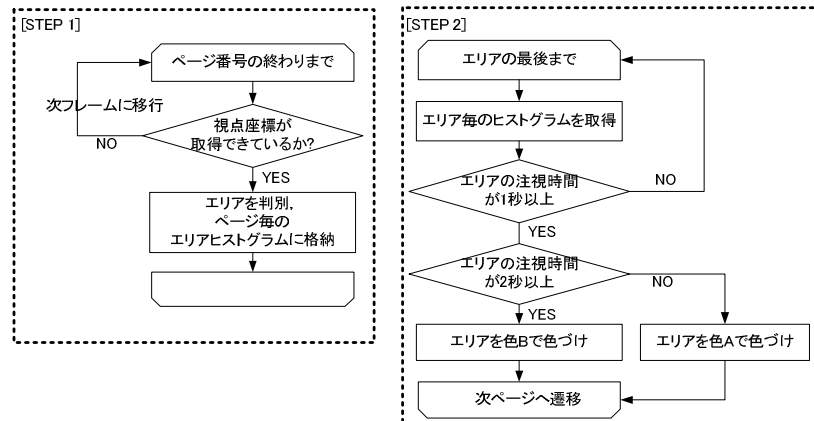 [STEP 1]
ページ番号の終わりまで
次フレームに移行
視点座標が
取得できているか?
NO
YES
エリアを判別,
ページ毎の
エリアヒストグラムに格納
[STEP 2]
エリアの最後まで
エリア毎のヒストグラムを取得
エリアの注視時間
が1秒以上
NO
YES
エリアの注視時間
が2秒以上
NO
YES
エリアを色Bで色づけ
エリアを色Aで色づけ
次ページへ遷移